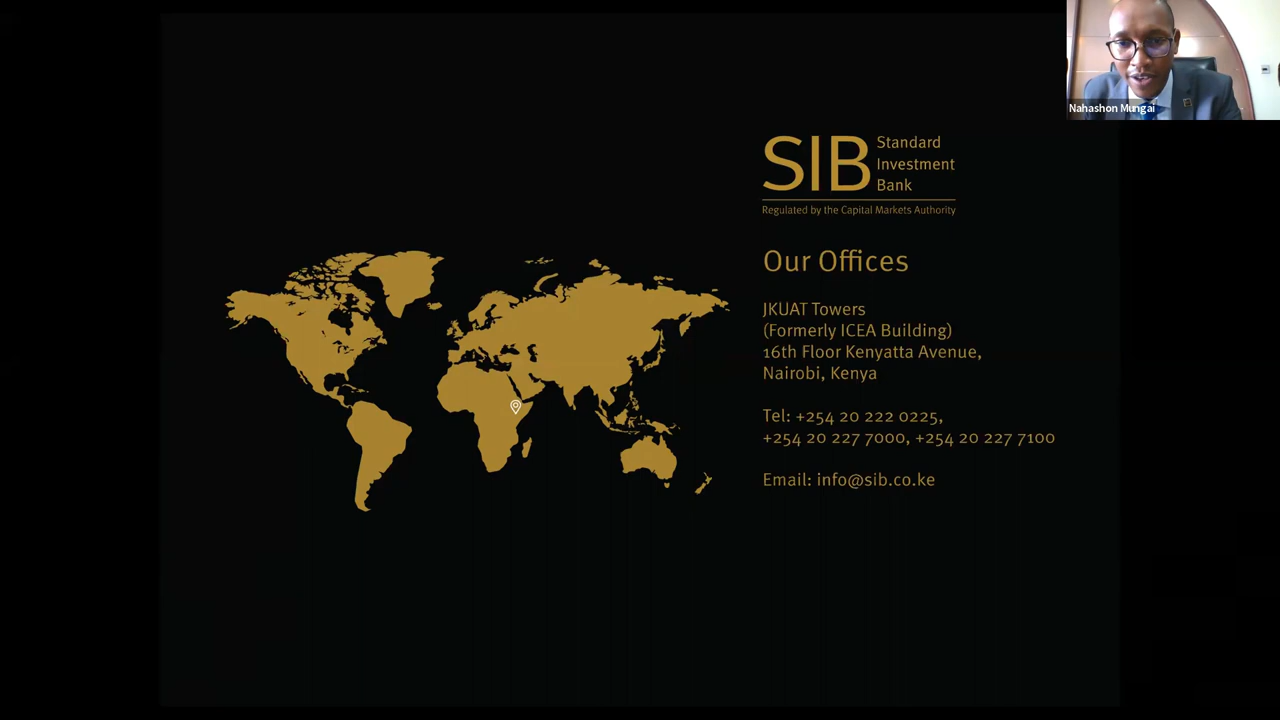 Nahashon Mungai
SIB
Standard
Investment
Bank
Regulated by the Capital Markets Authority
Our Offices
JKUAT Towers
(Formerly ICEA Building)
16th Floor Kenyatta Avenue,
Nairobi, Kenya
Tel: +254 20 222 0225,
+254 20 227 7000, +254 20 227 7100
Email: info@sib.co.ke